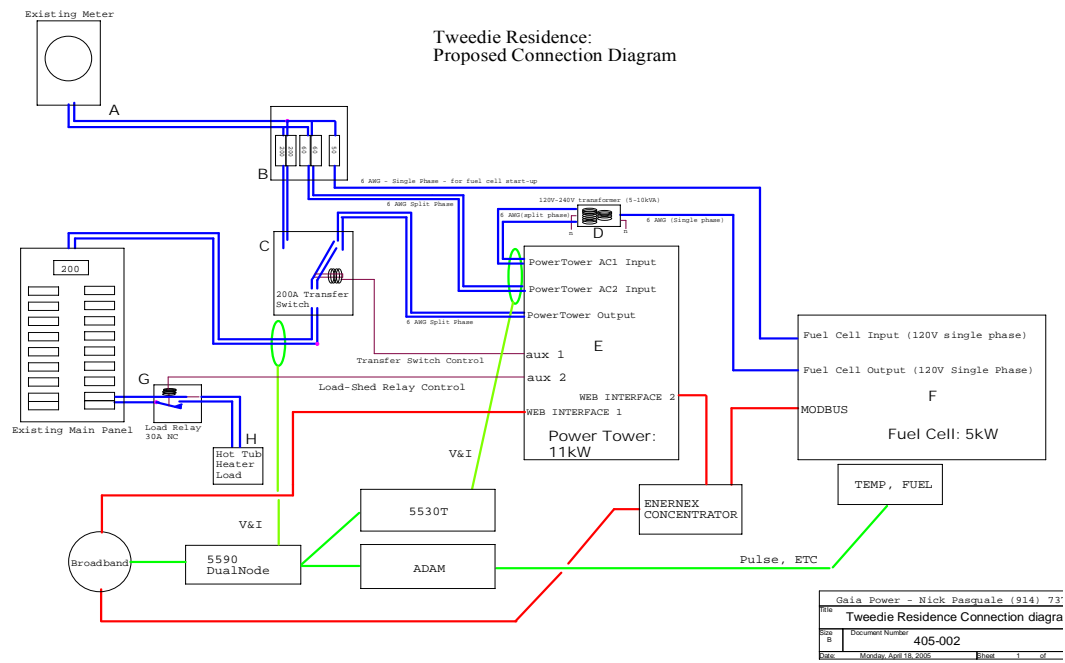 Existing Meter
Tweedie Residence:
Proposed Connection Diagram
A
200
200
60
60
50
B
6 AWG - Single Phase - for fuel cell start-up
120V-240V transformer (5-10kVA)
6 AWG Split Phase
6 AWG(split phase)
6 AWG (Single phase)
n
n
D
C
200
200A Transfer
Switch
PowerTower AC1 Input
PowerTower AC2 Input
PowerTower Output
6 AWG Split Phase
E
Fuel Cell Input (120V single phase)
Transfer Switch Control
aux 1
Fuel Cell Output (120V Single Phase)
G
Load-Shed Relay Control
aux 2
F
WEB INTERFACE 2
MODBUS
WEB INTERFACE 1
Existing Main Panel
Load Relay
30A NC
H
Power Tower:
11kW
Fuel Cell: 5kW
Hot Tub
Heater
Load
V&I
TEMP, FUEL
5530T
ENERNEX
CONCENTRATOR
V&I
Broadband
5590
DualNode
ADAM
Pulse, ETC
Gaia Power - Nick Pasquale (914) 73
Title
Tweedie Residence Connection diagra
Size
B
Document Number
405-002
Date:
Monday, April 18, 2005
Sheet
1
of